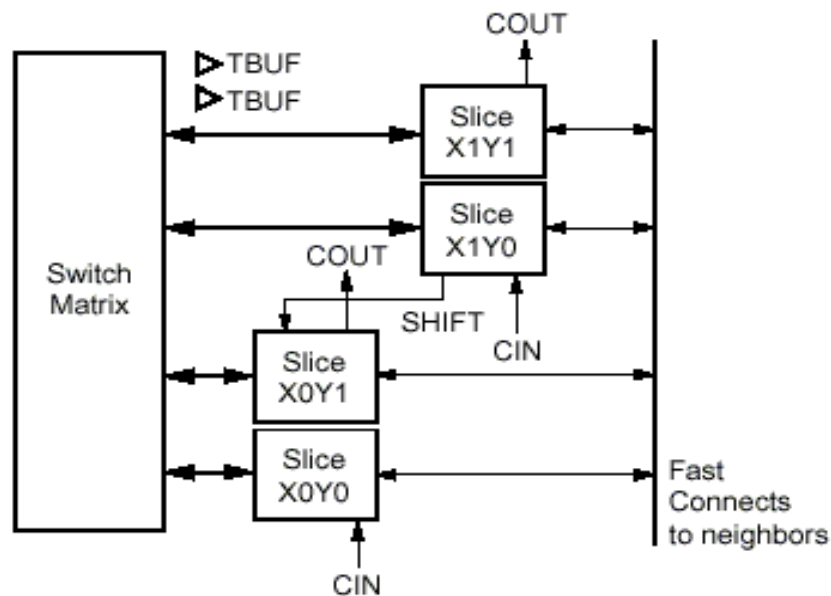 COUT
TBUF
TBUF
Slice
X1Y1
Slice
X1Y0
COUT
Switch
Matrix
SHIFT
CIN
Slice
X0Y1
Slice
X0Y0
Fast
Connects
to neighbors
CIN